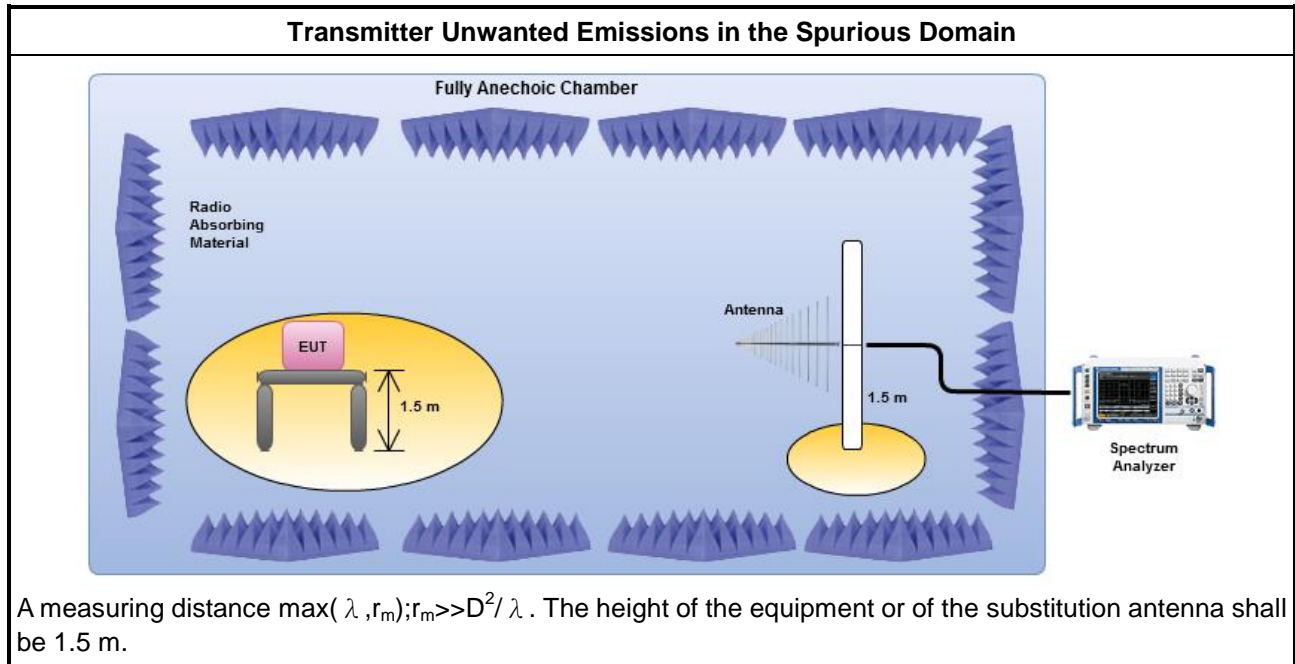 Transmitter Unwanted Emissions in the Spurious Domain
Fully Anechoic Chamber
Radio
Absorbing
Material
Antenna
EUT
1.5 m
1.5 m
Spectrum
Analyzer
A measuring distance max( λ ,rₘ);rₘ>>D²/ λ . The height of the equipment or of the substitution antenna shall
be 1.5 m.